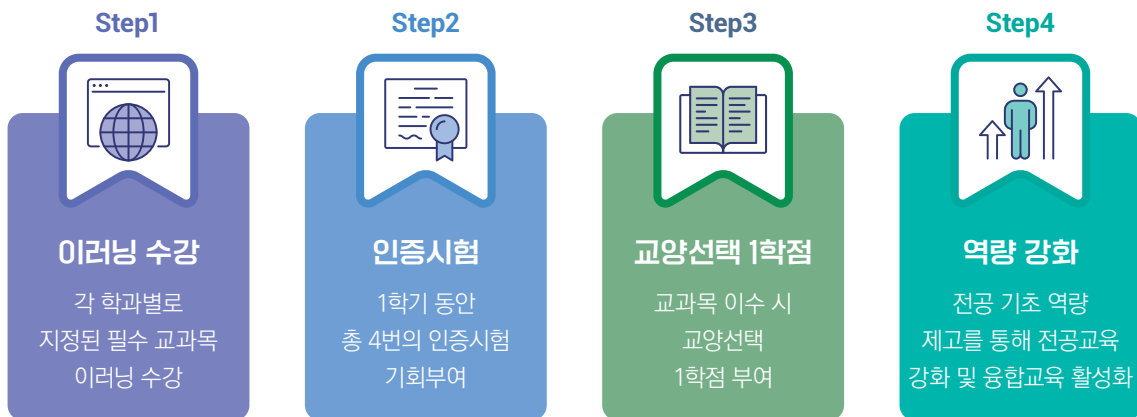 Step1
이러닝 수강
각 학과별로
지정된 필수 교과목
이러닝 수강
Step2
인증시험
1학기 동안
총 4번의 인증시험
기회부여
Step3
교양선택 1학점
교과목 이수 시
교양선택
1학점 부여
Step4
역량 강화
전공 기초 역량
제고를 통해 전공교육
강화 및 융합교육 활성화